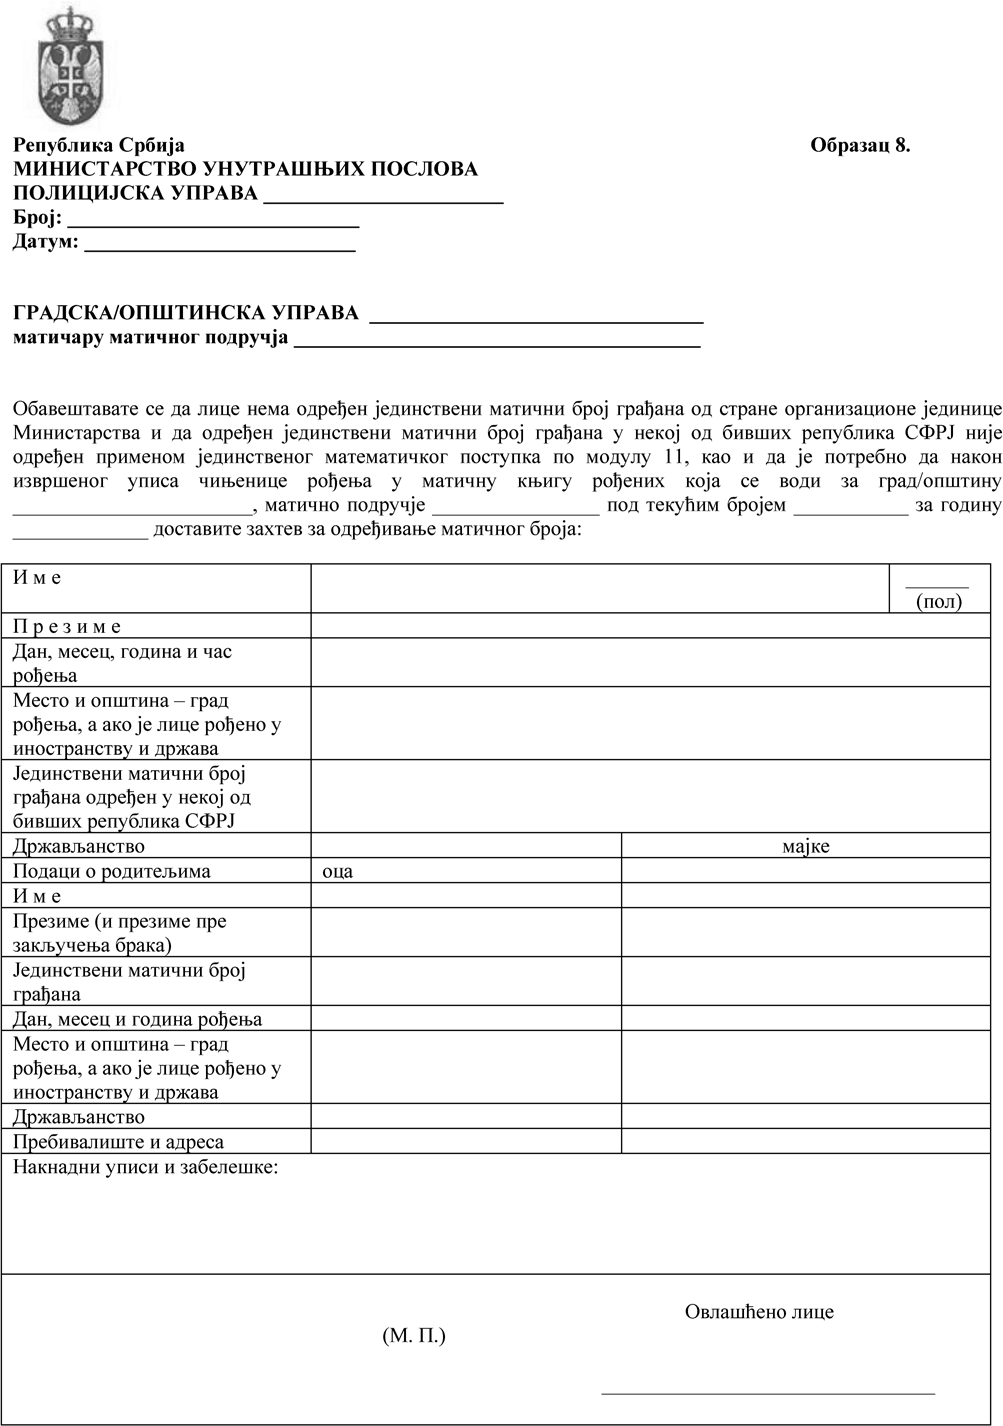 Република Србија
Образац 8.
МИНИСТАРСТВО УНУТРАШЊИХ ПОСЛОВА
ПОЛИЦИЈСКА УПРАВА ______________________
Број: ___________________________
Датум: _________________________
ГРАДСКА/ОПШТИНСКА УПРАВА _______________________________
матичару матичног подручја ______________________________________
Обавештавате се да лице нема одређен јединствени матични број грађана од стране организационе јединице
Министарства и да одређен јединствени матични број грађана у некој од бивших република СФРЈ није
одређен применом јединственог математичког поступка по модулу 11, као и да је потребно да након
извршеног уписа чињенице рођења у матичну књигу рођених која се води за град/општину
_______________________, матично подручје ________________ под текућим бројем ___________ за годину
_____________ доставите захтев за одређивање матичног броја:
И м е
______
(пол)
П р е з и м е
Дан, месец, година и час
рођења
Место и општина – град
рођења, а ако је лице рођено у
иностранству и држава
Јединствени матични број
грађана одређен у некој од
бивших република СФРЈ
Држављанство
мајке
Подаци о родитељима
оца
И м е
Презиме (и презиме пре
закључења брака)
Јединствени матични број
грађана
Дан, месец и година рођења
Место и општина – град
рођења, а ако је лице рођено у
иностранству и држава
Држављанство
Пребивалиште и адреса
Накнадни уписи и забелешке:
Овлашћено лице
(М. П.)
________________________________